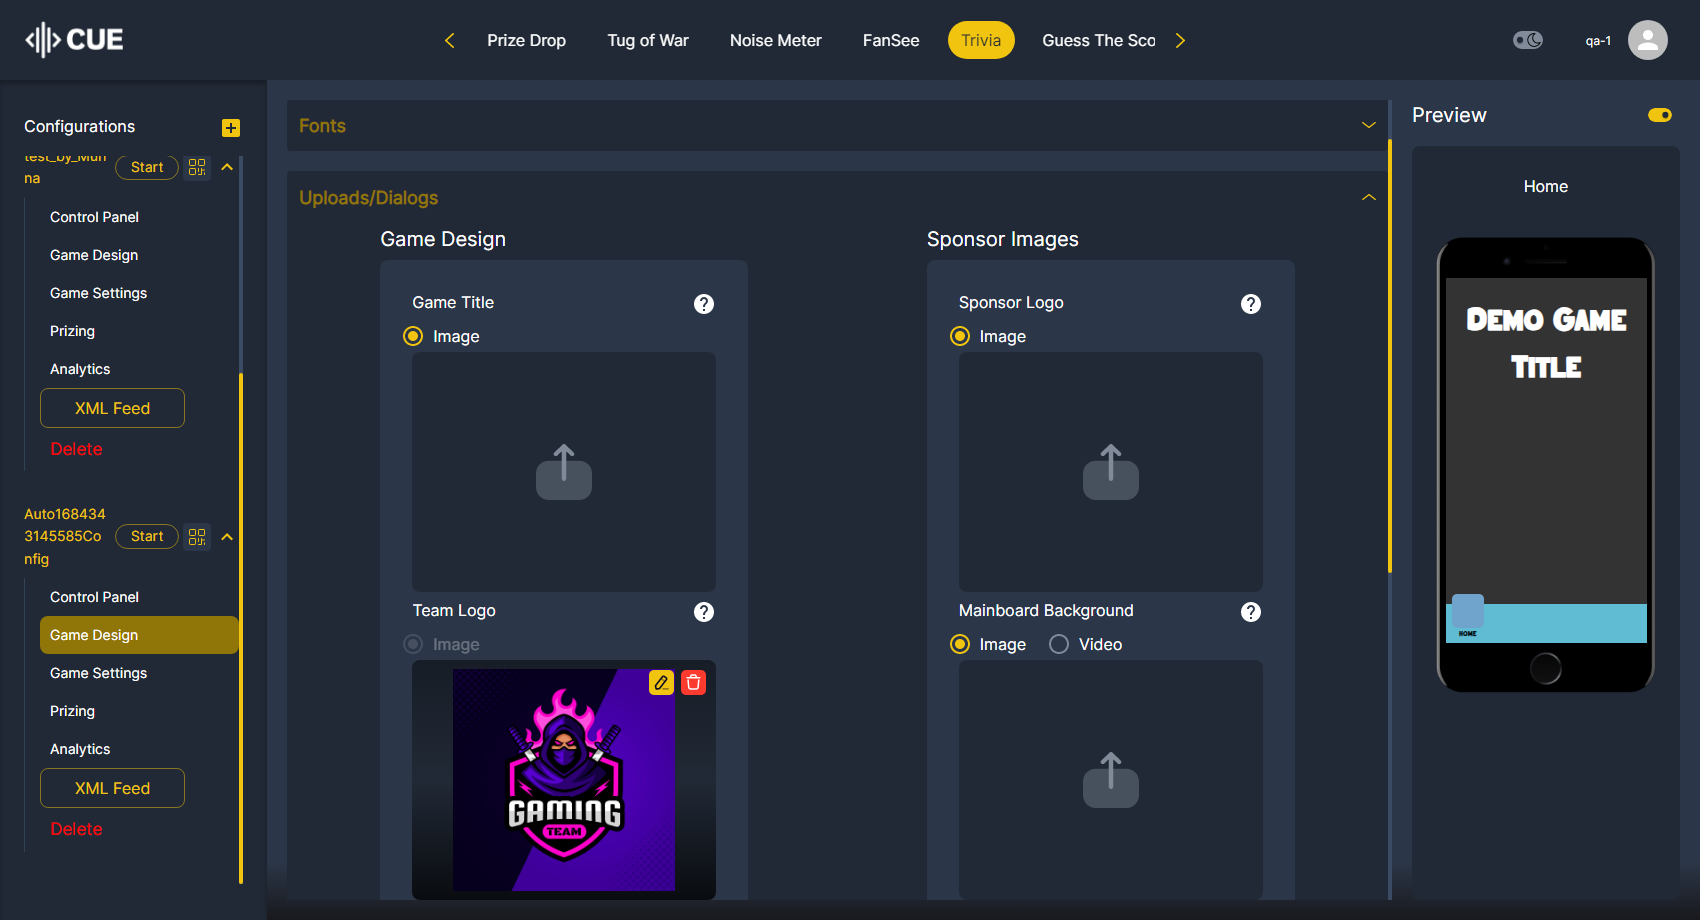 CUE
Prize Drop
Tug of War
Noise Meter
FanSee
Trivia
Guess The Sco
qa-1
Configurations
test_by_Mun
na
Start
Control Panel
Game Design
Game Settings
Prizing
Analytics
XML Feed
Delete
Auto168434
3145585Co
nfig
Start
Control Panel
Game Design
Game Settings
Prizing
Analytics
XML Feed
Delete
Fonts
Uploads/Dialogs
Game Design
Game Title
?
Image
Team Logo
?
Image
GAMING
TEAM
Sponsor Images
Sponsor Logo
?
Image
Mainboard Background
?
Image
Video
Preview
Home
Demo Game
Title
HOME